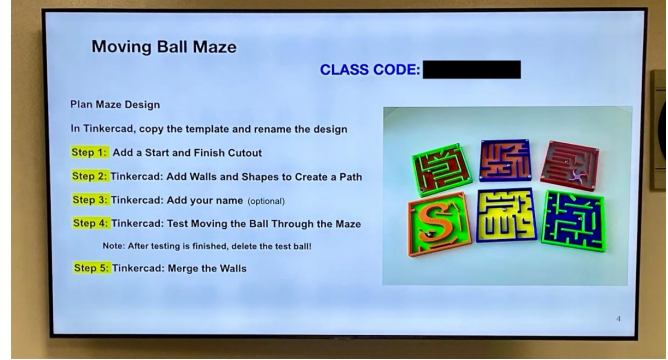 Moving Ball Maze
CLASS CODE:
Plan Maze Design
In Tinkercad, copy the template and rename the design
Step 1: Add a Start and Finish Cutout
Step 2: Tinkercad: Add Walls and Shapes to Create a Path
Step 3: Tinkercad: Add your name (optional)
Step 4: Tinkercad: Test Moving the Ball Through the Maze
Note: After testing is finished, delete the test ball!
Step 5: Tinkercad: Merge the Walls
S
4